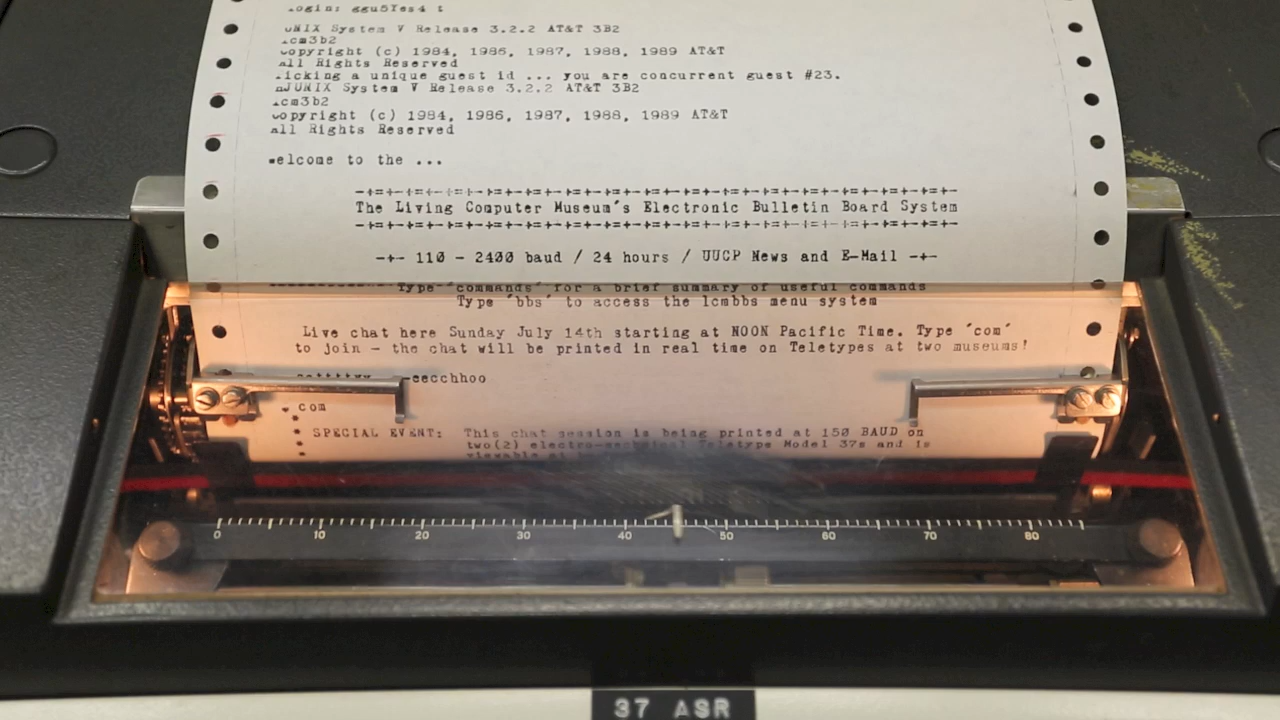 login: ggu5Yes4 t
UNIX System V Release 3.2.2 AT&T 3B2
lcm3b2
Copyright (c) 1984, 1986, 1987, 1988, 1989 AT&T
All Rights Reserved
Picking a unique guest id ... you are concurrent guest #23.
UNIX System V Release 3.2.2 AT&T 3B2
lcm3b2
Copyright (c) 1984, 1986, 1987, 1988, 1989 AT&T
All Rights Reserved
Welcome to the ...
The Living Computer Museum's Electronic Bulletin Board System
-+- 110 - 2400 baud / 24 hours / UUCP News and E-Mail -+-
Type 'commands' for a brief summary of useful commands
Type 'bbs' to access the lcmbbs menu system
Live chat here Sunday July 14th starting at NOON Pacific Time. Type 'com'
to join - the chat will be printed in real time on Teletypes at two museums!
-eecchhoo
com
* SPECIAL EVENT: This chat session is being printed at 150 BAUD on
* two(2) electro-mechanical Teletype Model 37s and is
* viewable at
0 10 20 30 40 50 60 70 80
37 ASR